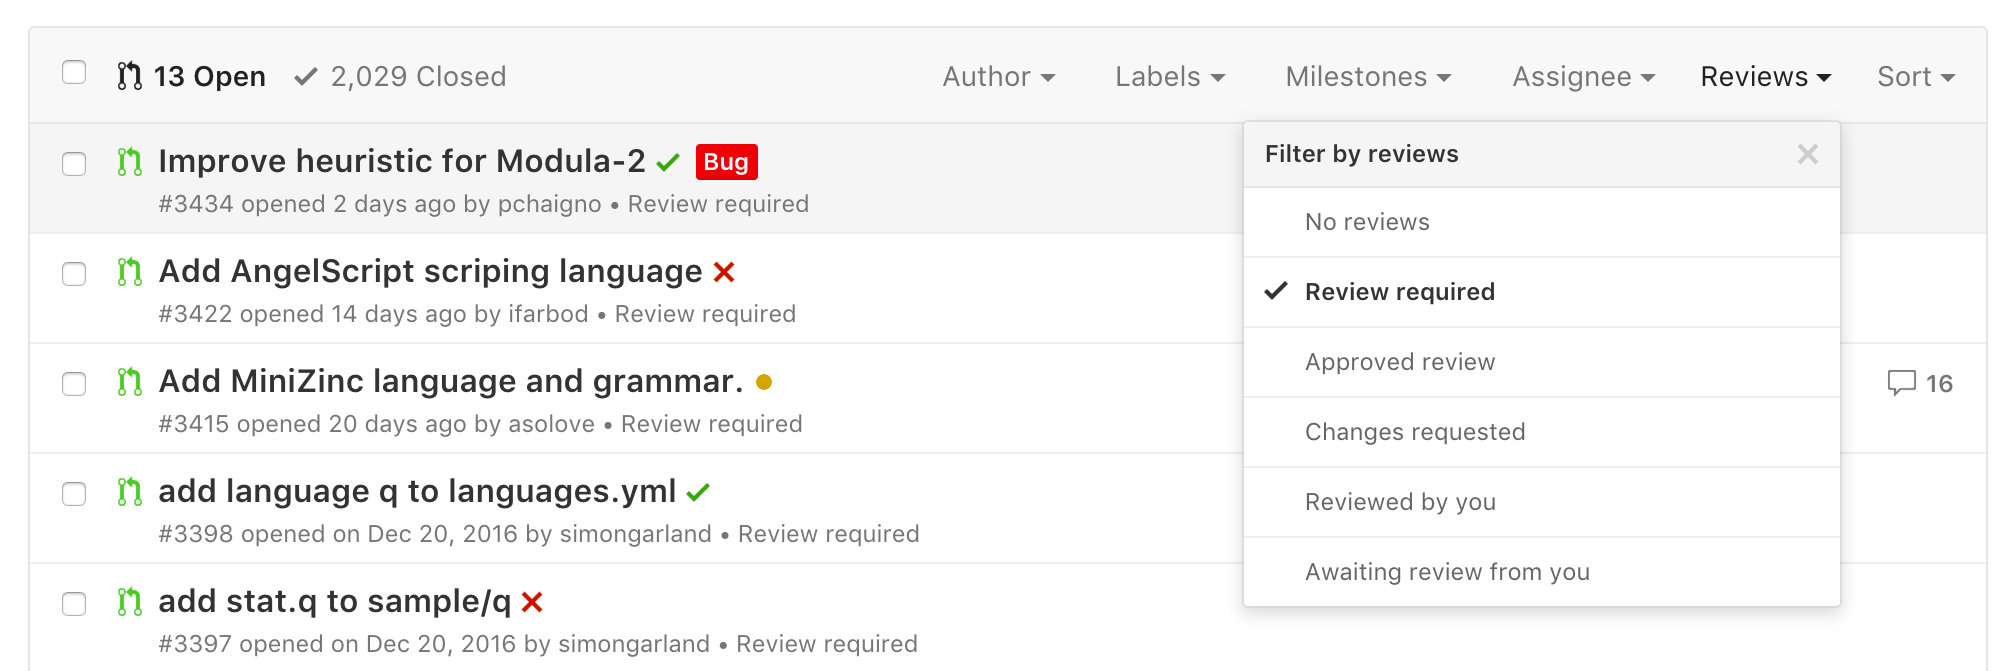 13 Open 2,029 Closed Author Labels Milestones Assignee Reviews Sort
Improve heuristic for Modula-2 Bug
#3434 opened 2 days ago by pchaigno • Review required
Add AngelScript scriping language
#3422 opened 14 days ago by ifarbod • Review required
Add MiniZinc language and grammar.
#3415 opened 20 days ago by asolove • Review required
16
add language q to languages.yml
#3398 opened on Dec 20, 2016 by simongarland • Review required
add stat.q to sample/q
#3397 opened on Dec 20, 2016 by simongarland • Review required
Filter by reviews
No reviews
Review required
Approved review
Changes requested
Reviewed by you
Awaiting review from you